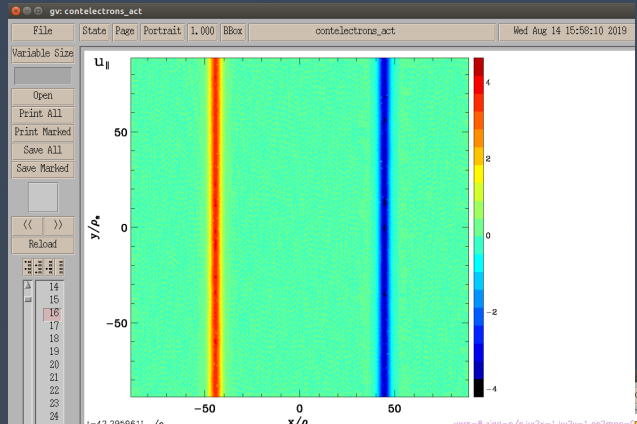 gv: contelectrons_act
File State Page Portrait 1.000 BBox contelectrons_act Wed Aug 14 15:58:10 2019
Variable Size
Open
Print All
Print Marked
Save All
Save Marked
<< >>
Reload
14
15
16
17
18
19
20
21
22
23
24
u∥
50
0
−50
y/ρ
−50 0 50
x/ρ
4
2
0
−2
−4